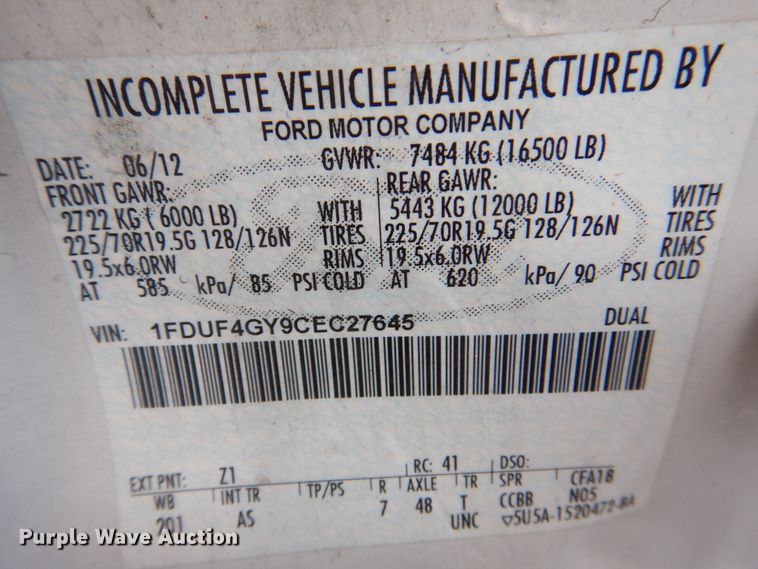 INCOMPLETE VEHICLE MANUFACTURED BY
FORD MOTOR COMPANY
DATE: 06/12 GVWR: 7484 KG (16500 LB)
FRONT GAWR: REAR GAWR:
2722 KG ( 6000 LB) WITH 5443 KG (12000 LB) WITH
225/70R19.5G 128/126N TIRES 225/70R19.5G 128/126N TIRES
19.5x6.0RW RIMS 19.5x6.0RW RIMS
AT 585 kPa/ 85 PSI COLD AT 620 kPa/ 90 PSI COLD
VIN: 1FDUF4GY9CEC27645 DUAL
EXT PNT: Z1 RC: 41 DSO:
WB INT TR TP/PS R AXLE TR SPR CFA18
201 AS 7 48 T CCBB N05
UNC ▽5U5A-1520472-BA
Purple Wave Auction